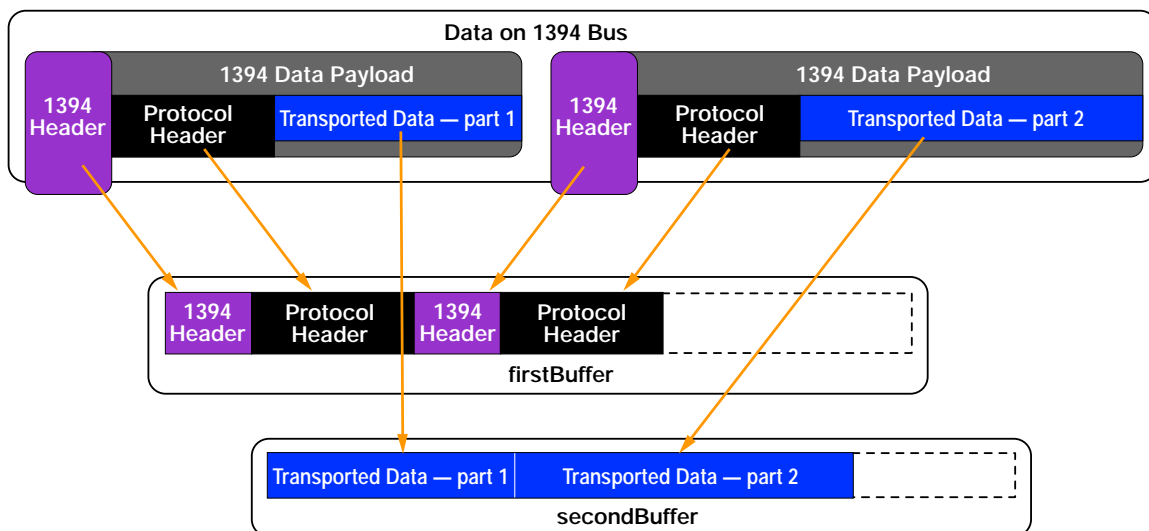 Data on 1394 Bus
1394
Header
1394 Data Payload
Protocol
Header
Transported Data — part 1
1394
Header
1394 Data Payload
Protocol
Header
Transported Data — part 2
1394
Header
Protocol
Header
1394
Header
Protocol
Header
firstBuffer
Transported Data — part 1
Transported Data — part 2
secondBuffer